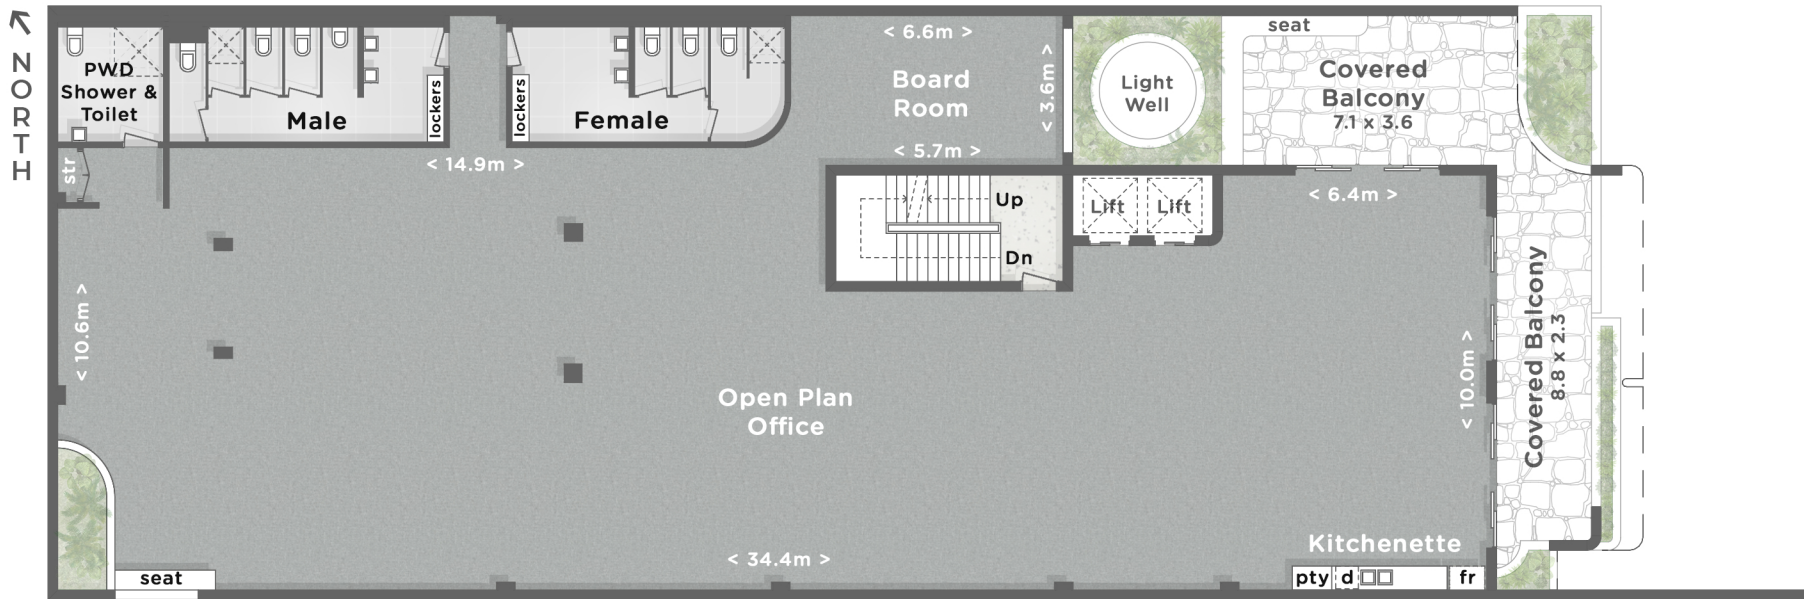 NORTH
PWD
Shower &
Toilet
str
Male
lockers
lockers
Female
< 14.9m >
< 6.6m >
Board
Room
< 3.6m >
< 5.7m >
Light
Well
seat
Covered
Balcony
7.1 x 3.6
Up
Dn
Lift
Lift
< 6.4m >
< 10.6m >
Open Plan
Office
< 10.0m >
Covered Balcony
8.8 x 2.3
< 34.4m >
Kitchenette
seat
pty
d
fr